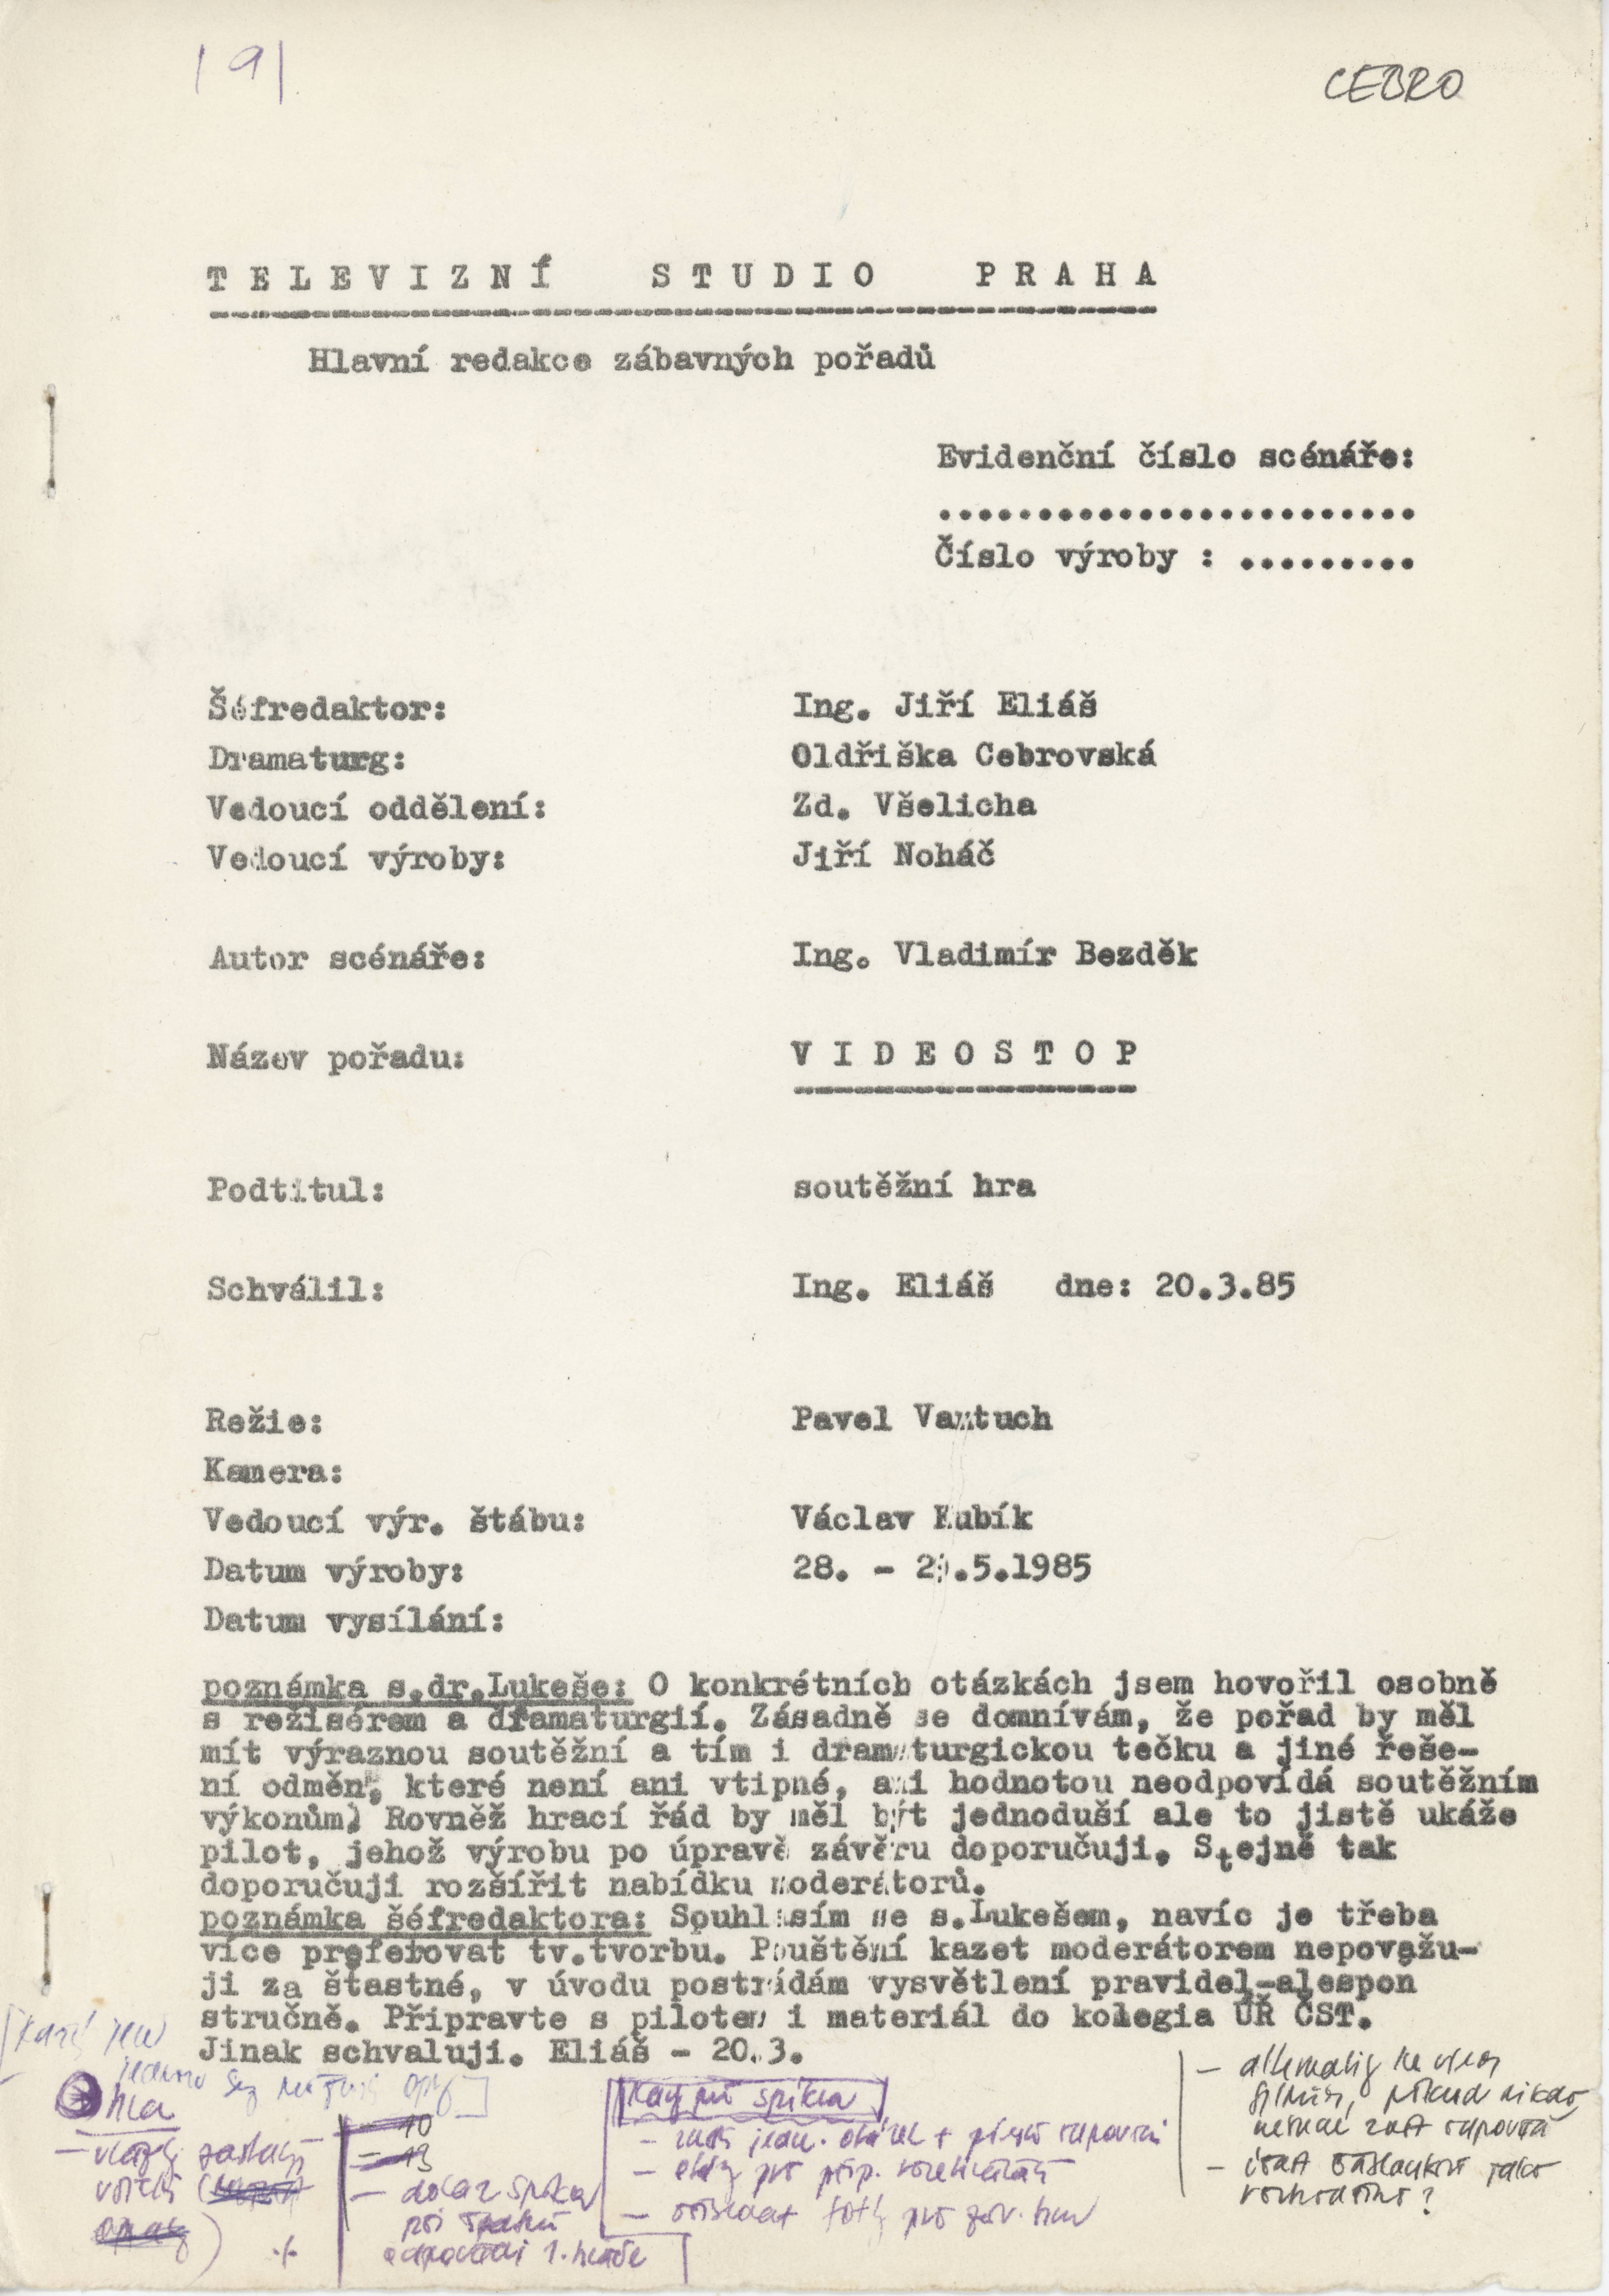 191
CEBRO
TELEVIZNÍ STUDIO PRAHA
Hlavní redakce zábavných pořadů
Evidenční číslo scénáře:
........................
Číslo výroby : .........
Šéfredaktor: Ing. Jiří Eliáš
Dramaturg: Oldřiška Cebrovská
Vedoucí oddělení: Zd. Všelicha
Vedoucí výroby: Jiří Noháč
Autor scénáře: Ing. Vladimír Bezděk
Název pořadu: VIDEOSTOP
Podtitul: soutěžní hra
Schválil: Ing. Eliáš dne: 20.3.85
Režie: Pavel Vantuch
Kamera:
Vedoucí výr. štábu: Václav Kubík
Datum výroby: 28. - 29.5.1985
Datum vysílání:
poznámka s.dr.Lukeše: O konkrétních otázkách jsem hovořil osobně
s režisérem a dramaturgií. Zásadně se domnívám, že pořad by měl
mít výraznou soutěžní a tím i dramaturgickou tečku a jiné řeše-
ní odměn, které není ani vtipné, ani hodnotou neodpovídá soutěžním
výkonům. Rovněž hrací řád by měl být jednoduší ale to jistě ukáže
pilot, jehož výrobu po úpravě závěru doporučuji. Stejně tak
doporučuji rozšířit nabídku moderátorů.
poznámka šéfredaktora: Souhlasím se s.Lukešem, navíc je třeba
více preferovat tv.tvorbu. Pouštění kazet moderátorem nepovažu-
ji za štastné, v úvodu postrádám vysvětlení pravidel-alespon
stručně. Připravte s pilotem i materiál do kolegia ÚŘ ČST.
Jinak schvaluji. Eliáš - 20.3.
hra
10
13
- dotaz
při
1. hráče